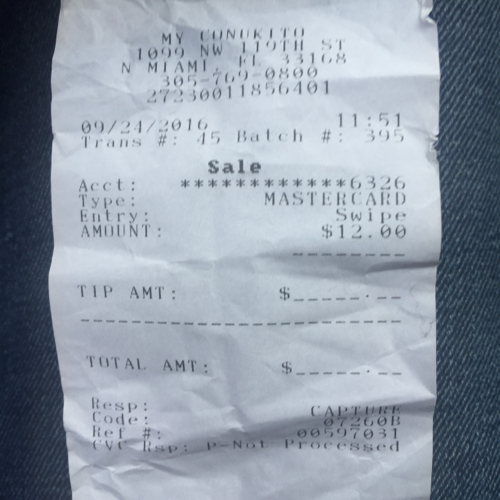 MY CONUKITO
1099 NW 119TH ST
N MIAMI, FL 33168
305-769-0800
27230011856401
09/24/2016 11:51
Trans #: 45 Batch #: 395
Sale
Acct: ************6326
Type: MASTERCARD
Entry: Swipe
AMOUNT: $12.00
TIP AMT: $_____.__
TOTAL AMT: $_____.__
Resp: CAPTURE
Code: 07260B
Ref #: 00597031
CVC Rsp: P-Not Processed